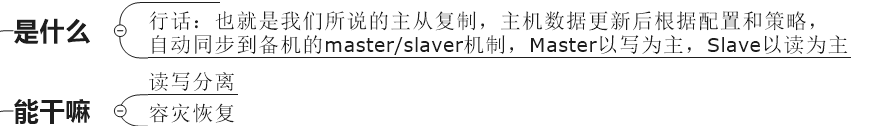 是什么
行话：也就是我们所说的主从复制，主机数据更新后根据配置和策略，
自动同步到备机的master/slaver机制，Master以写为主，Slave以读为主
读写分离
能干嘛
容灾恢复